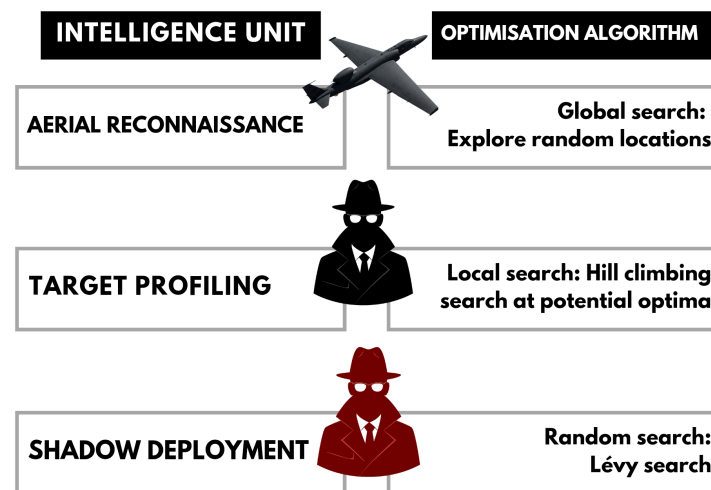 INTELLIGENCE UNIT
OPTIMISATION ALGORITHM
AERIAL RECONNAISSANCE
Global search:
Explore random locations
TARGET PROFILING
Local search: Hill climbing
search at potential optima
SHADOW DEPLOYMENT
Random search:
Lévy search